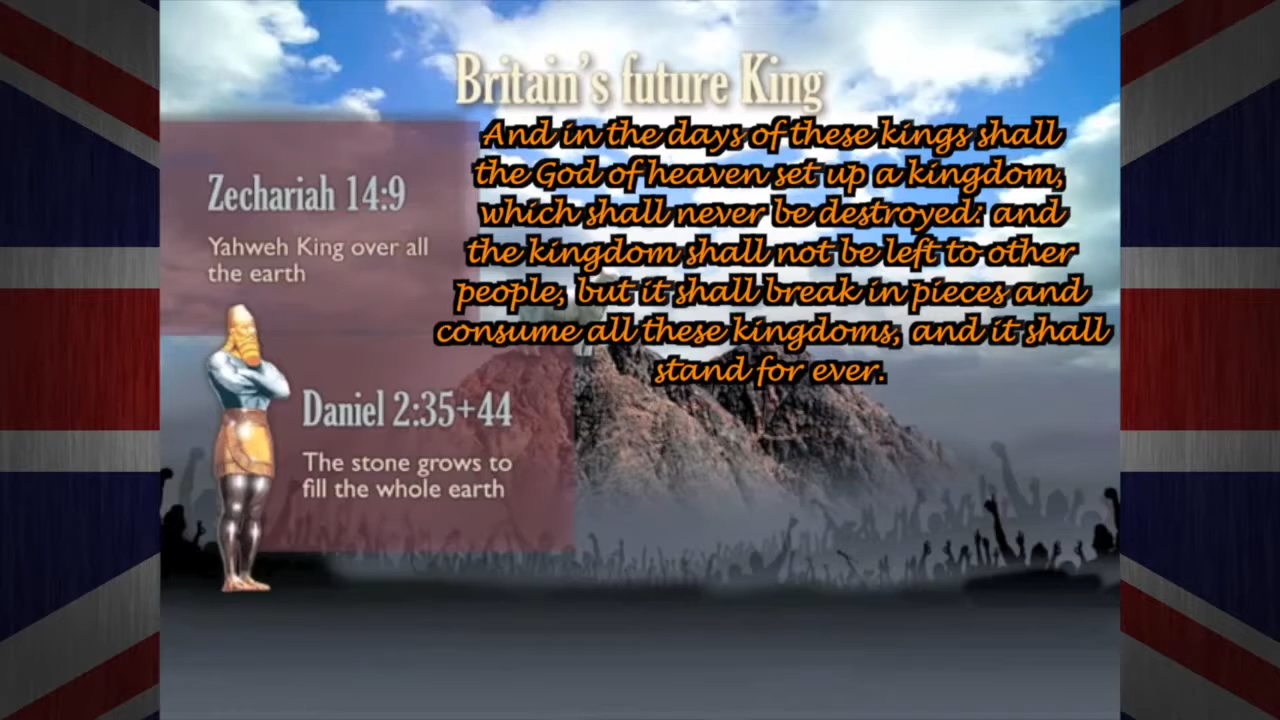 Britain's future King
Zechariah 14:9
Yahweh King over all
the earth
And in the days of these kings shall
the God of heaven set up a kingdom,
which shall never be destroyed: and
the kingdom shall not be left to other
people, but it shall break in pieces and
consume all these kingdoms, and it shall
stand for ever.
Daniel 2:35+44
The stone grows to
fill the whole earth